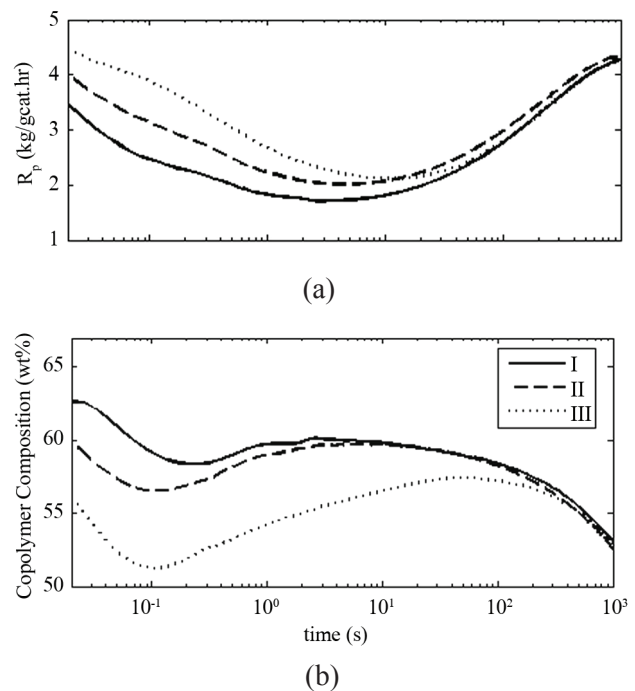 5
4
3
2
1
R_p (kg/gcat.hr)
(a)
65
60
55
50
Copolymer Composition (wt%)
I
II
III
10^-1
10^0
10^1
10^2
10^3
time (s)
(b)